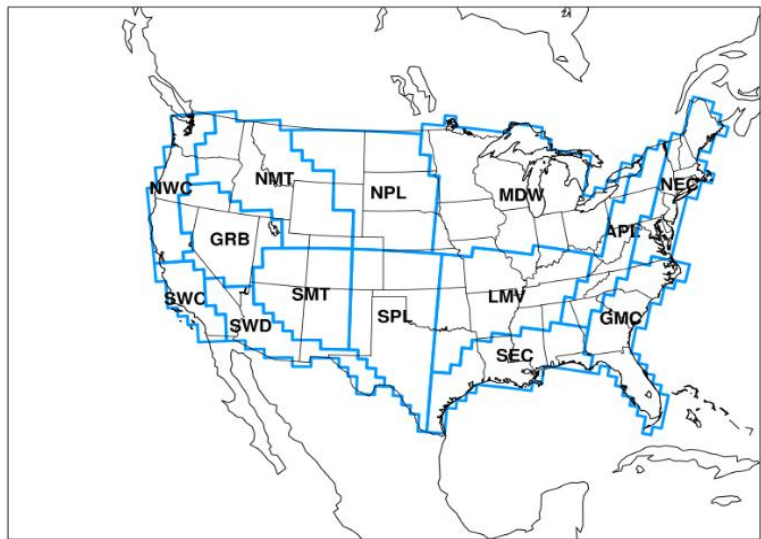 NWC
NMT
NPL
MDW
NEC
GRB
APL
SWC
SWD
SMT
SPL
LMV
GMC
SEC